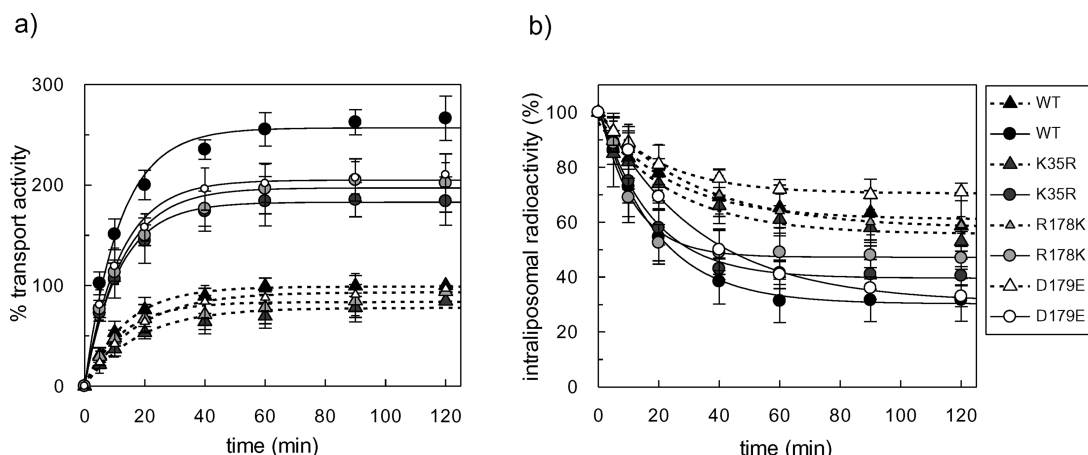 a)
% transport activity
300
200
100
0
0 20 40 60 80 100 120
time (min)
b)
intraliposomal radioactivity (%)
100
80
60
40
20
0
0 20 40 60 80 100 120
time (min)
WT
WT
K35R
K35R
R178K
R178K
D179E
D179E